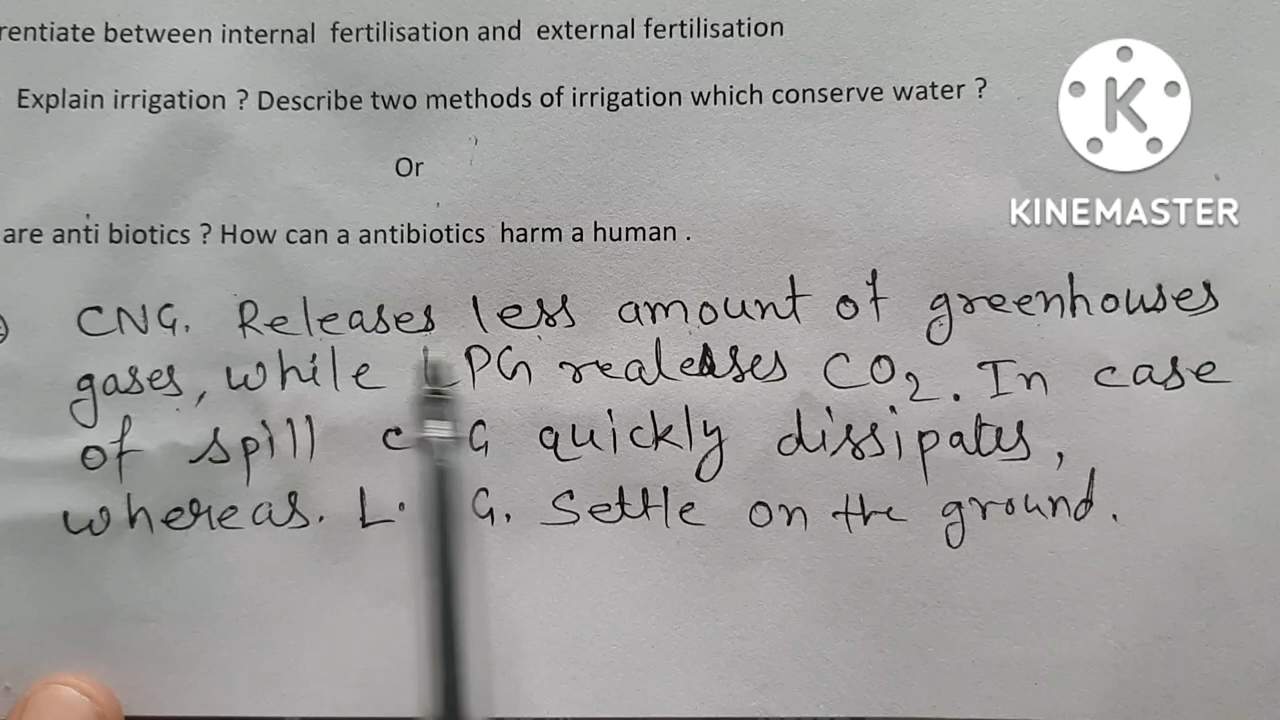 rentiate between internal fertilisation and external fertilisation
Explain irrigation ? Describe two methods of irrigation which conserve water ?
K
KINEMASTER
Or
are anti biotics ? How can a antibiotics harm a human .
CNG. Releases less amount of greenhouses
gases, while LPG realeases CO2. In case
of spill C G quickly dissipates,
whereas. L. G. Settle on the ground.